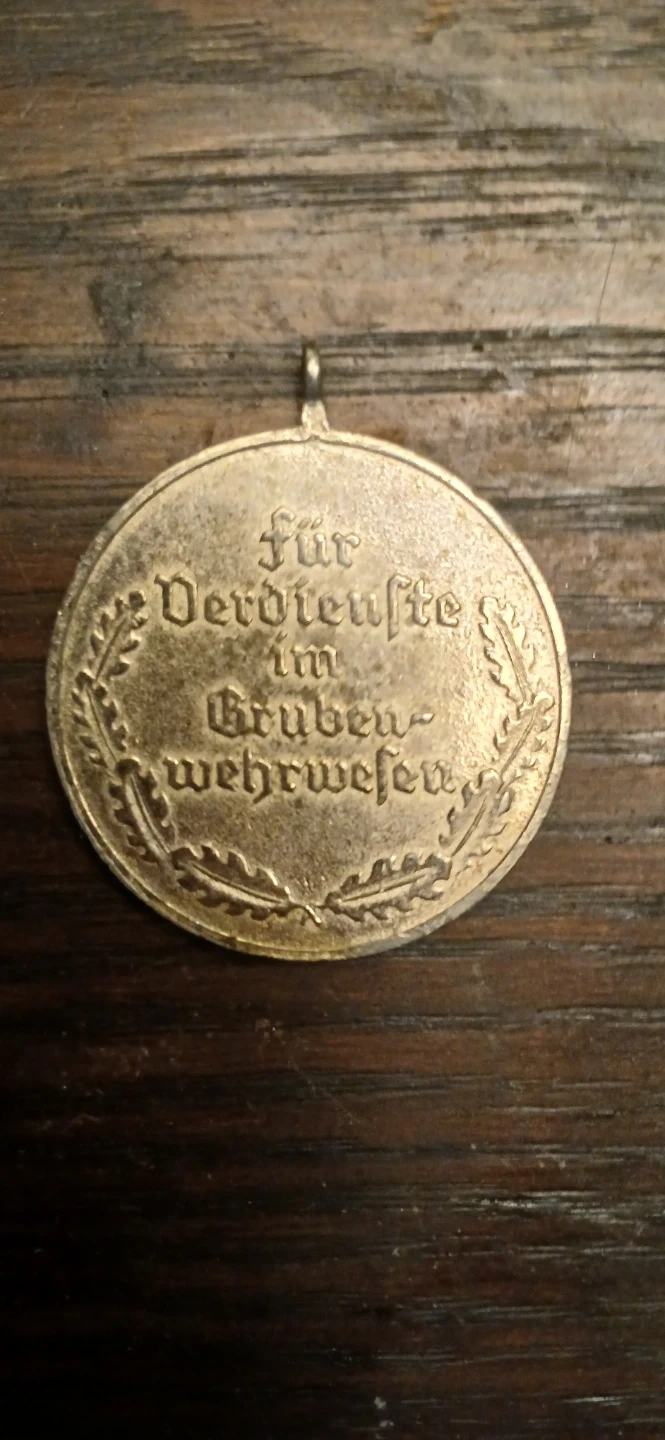 für
Verdienste
im
Gruben-
wehrwesen